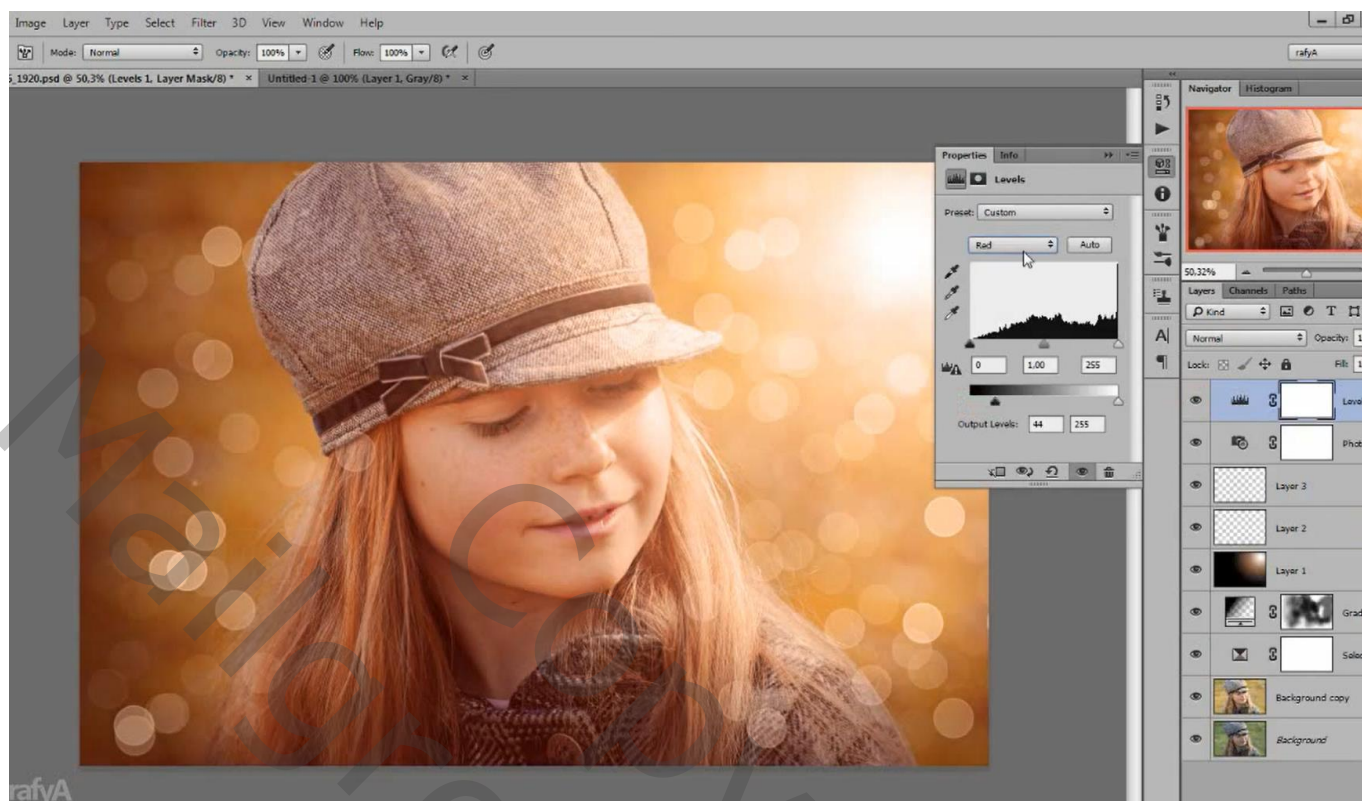 Image Layer Type Select Filter 3D View Window Help
Mode: Normal Opacity: 100% Flow: 100% rafyA
_1920.psd @ 50,3% (Levels 1, Layer Mask/8) * × Untitled-1 @ 100% (Layer 1, Gray/8) * ×
Navigator Histogram
Properties Info
Levels
Preset: Custom
Red Auto
0 1,00 255
Output Levels: 44 255
50,32%
Layers Channels Paths
Kind
Normal Opacity:
Lock: Fill:
Layer 3
Layer 2
Layer 1
Background copy
Background
rafyA